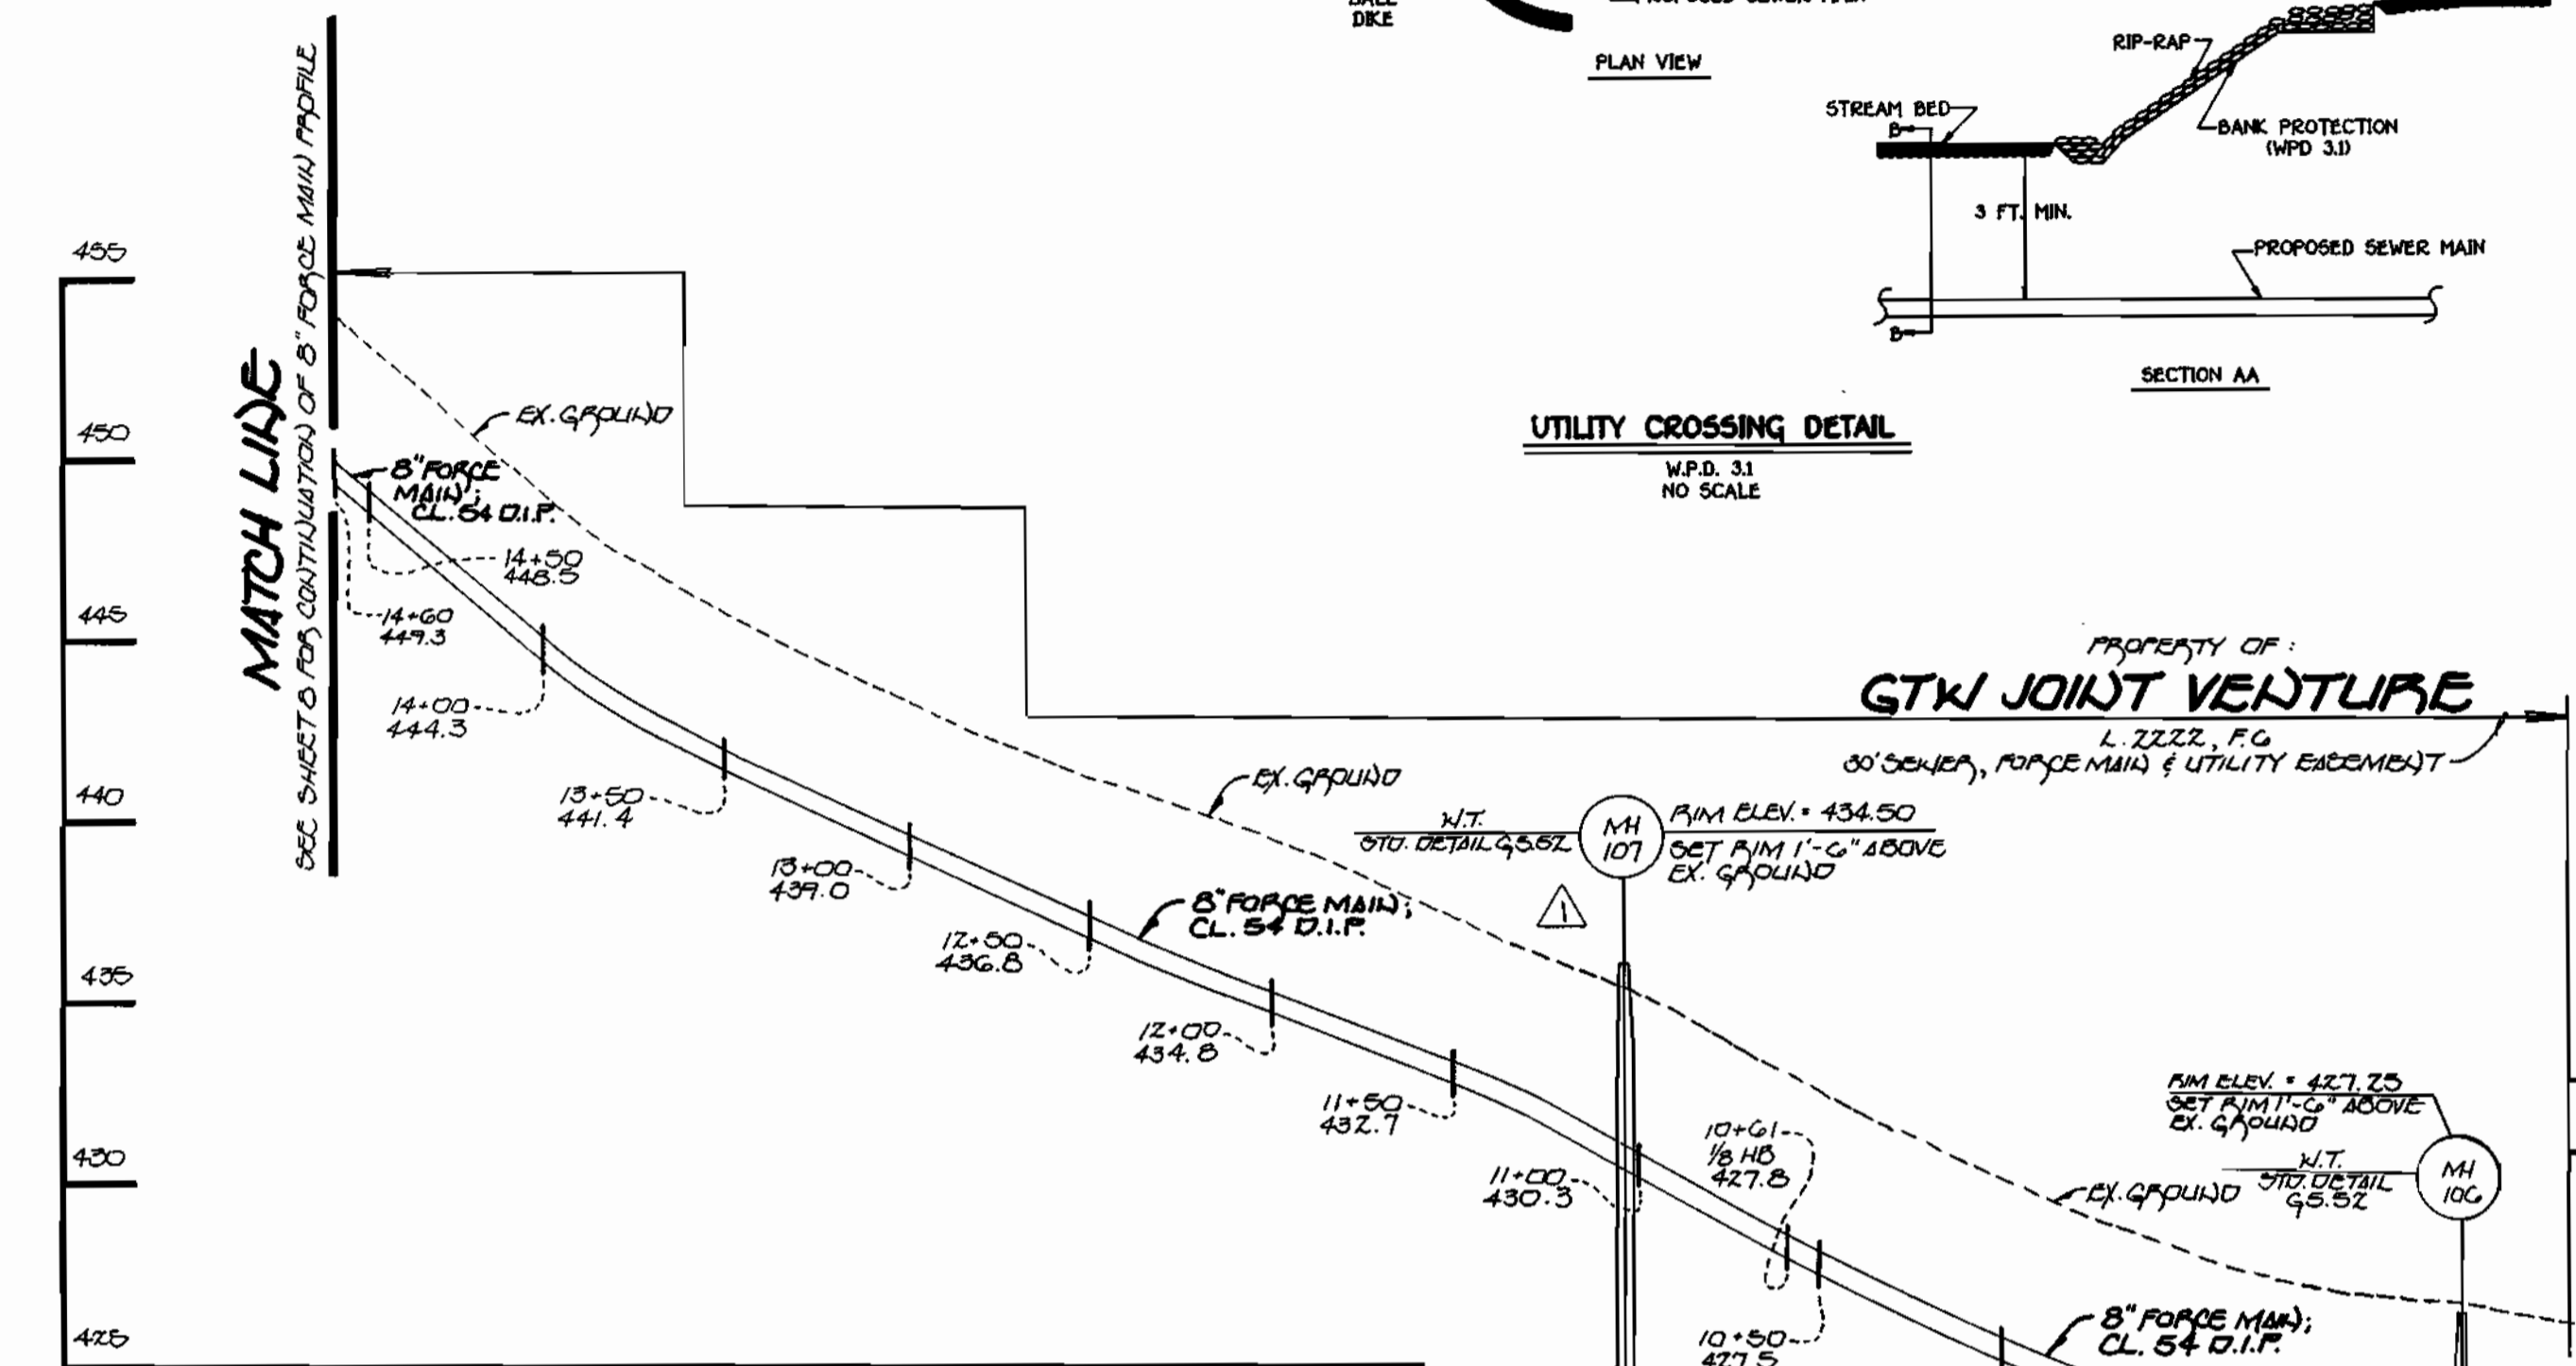 DIKE
PLAN VIEW
RIP-RAP
STREAM BED
B
BANK PROTECTION
(WPD 3.1)
3 FT. MIN.
PROPOSED SEWER MAIN
B
SECTION AA
UTILITY CROSSING DETAIL
W.P.D. 3.1
NO SCALE
MATCH LINE
SEE SHEET 8 FOR CONTINUATION OF 8" FORCE MAIN PROFILE
455
450
445
440
435
430
425
EX. GROUND
8" FORCE
MAIN;
CL. 54 D.I.P.
14+50
448.5
14+60
449.3
14+00
444.3
13+50
441.4
13+00
439.0
12+50
436.8
12+00
434.8
11+50
432.7
11+00
430.3
10+61
1/8 HB
427.8
10+50
427.5
EX. GROUND
8" FORCE MAIN;
CL. 54 D.I.P.
PROPERTY OF:
GTW JOINT VENTURE
L. 2222, F. 6
30' SEWER, FORCE MAIN & UTILITY EASEMENT
W.T.
STD. DETAIL G5.52
MH
107
RIM ELEV. = 434.50
SET RIM 1'-6" ABOVE
EX. GROUND
1
RIM ELEV. = 427.25
SET RIM 1'-6" ABOVE
EX. GROUND
W.T.
STD. DETAIL
G5.52
MH
106
EX. GROUND
8" FORCE MAIN;
CL. 54 D.I.P.